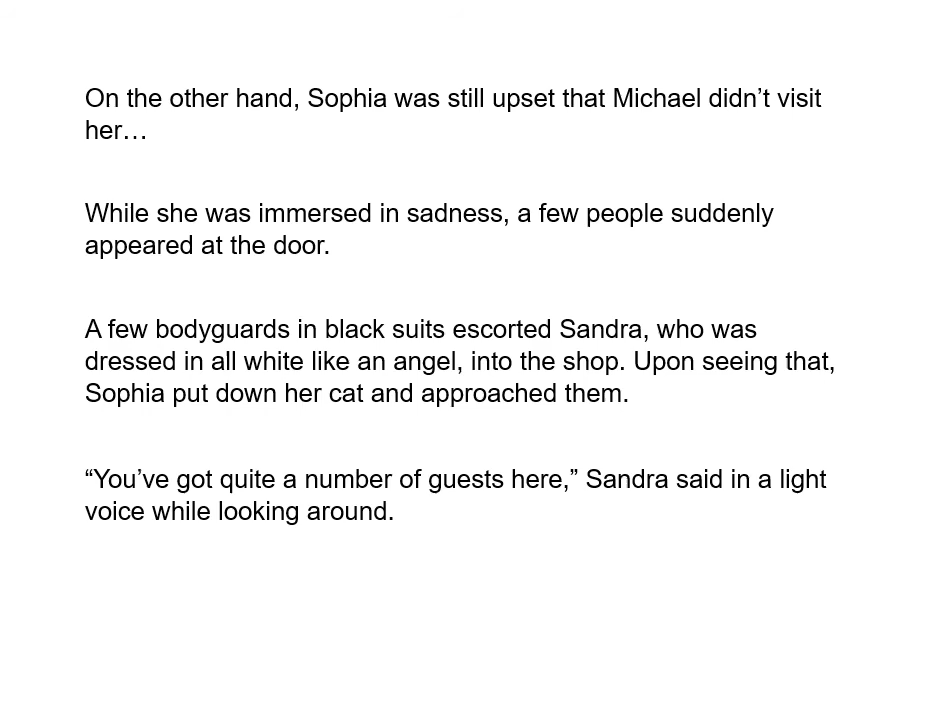 On the other hand, Sophia was still upset that Michael didn’t visit
her…
While she was immersed in sadness, a few people suddenly
appeared at the door.
A few bodyguards in black suits escorted Sandra, who was
dressed in all white like an angel, into the shop. Upon seeing that,
Sophia put down her cat and approached them.
“You’ve got quite a number of guests here,” Sandra said in a light
voice while looking around.